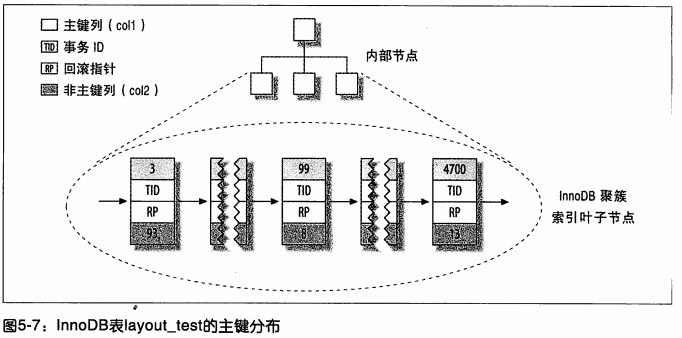 主键列（col1）
TID 事务 ID
RP 回滚指针
非主键列（col2）
内部节点
3 99 4700
TID TID TID
RP RP RP
93 8 13
InnoDB 聚簇
索引叶子节点
图5-7：InnoDB表layout_test的主键分布